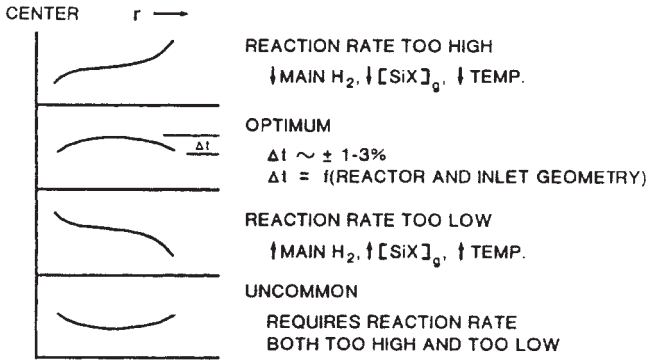 CENTER r ⟶
REACTION RATE TOO HIGH
↓MAIN H₂, ↓[SiX]g, ↓ TEMP.
OPTIMUM
Δt
Δt ~ ± 1-3%
Δt = f(REACTOR AND INLET GEOMETRY)
REACTION RATE TOO LOW
↑MAIN H₂, ↑[SiX]g, ↑ TEMP.
UNCOMMON
REQUIRES REACTION RATE
BOTH TOO HIGH AND TOO LOW